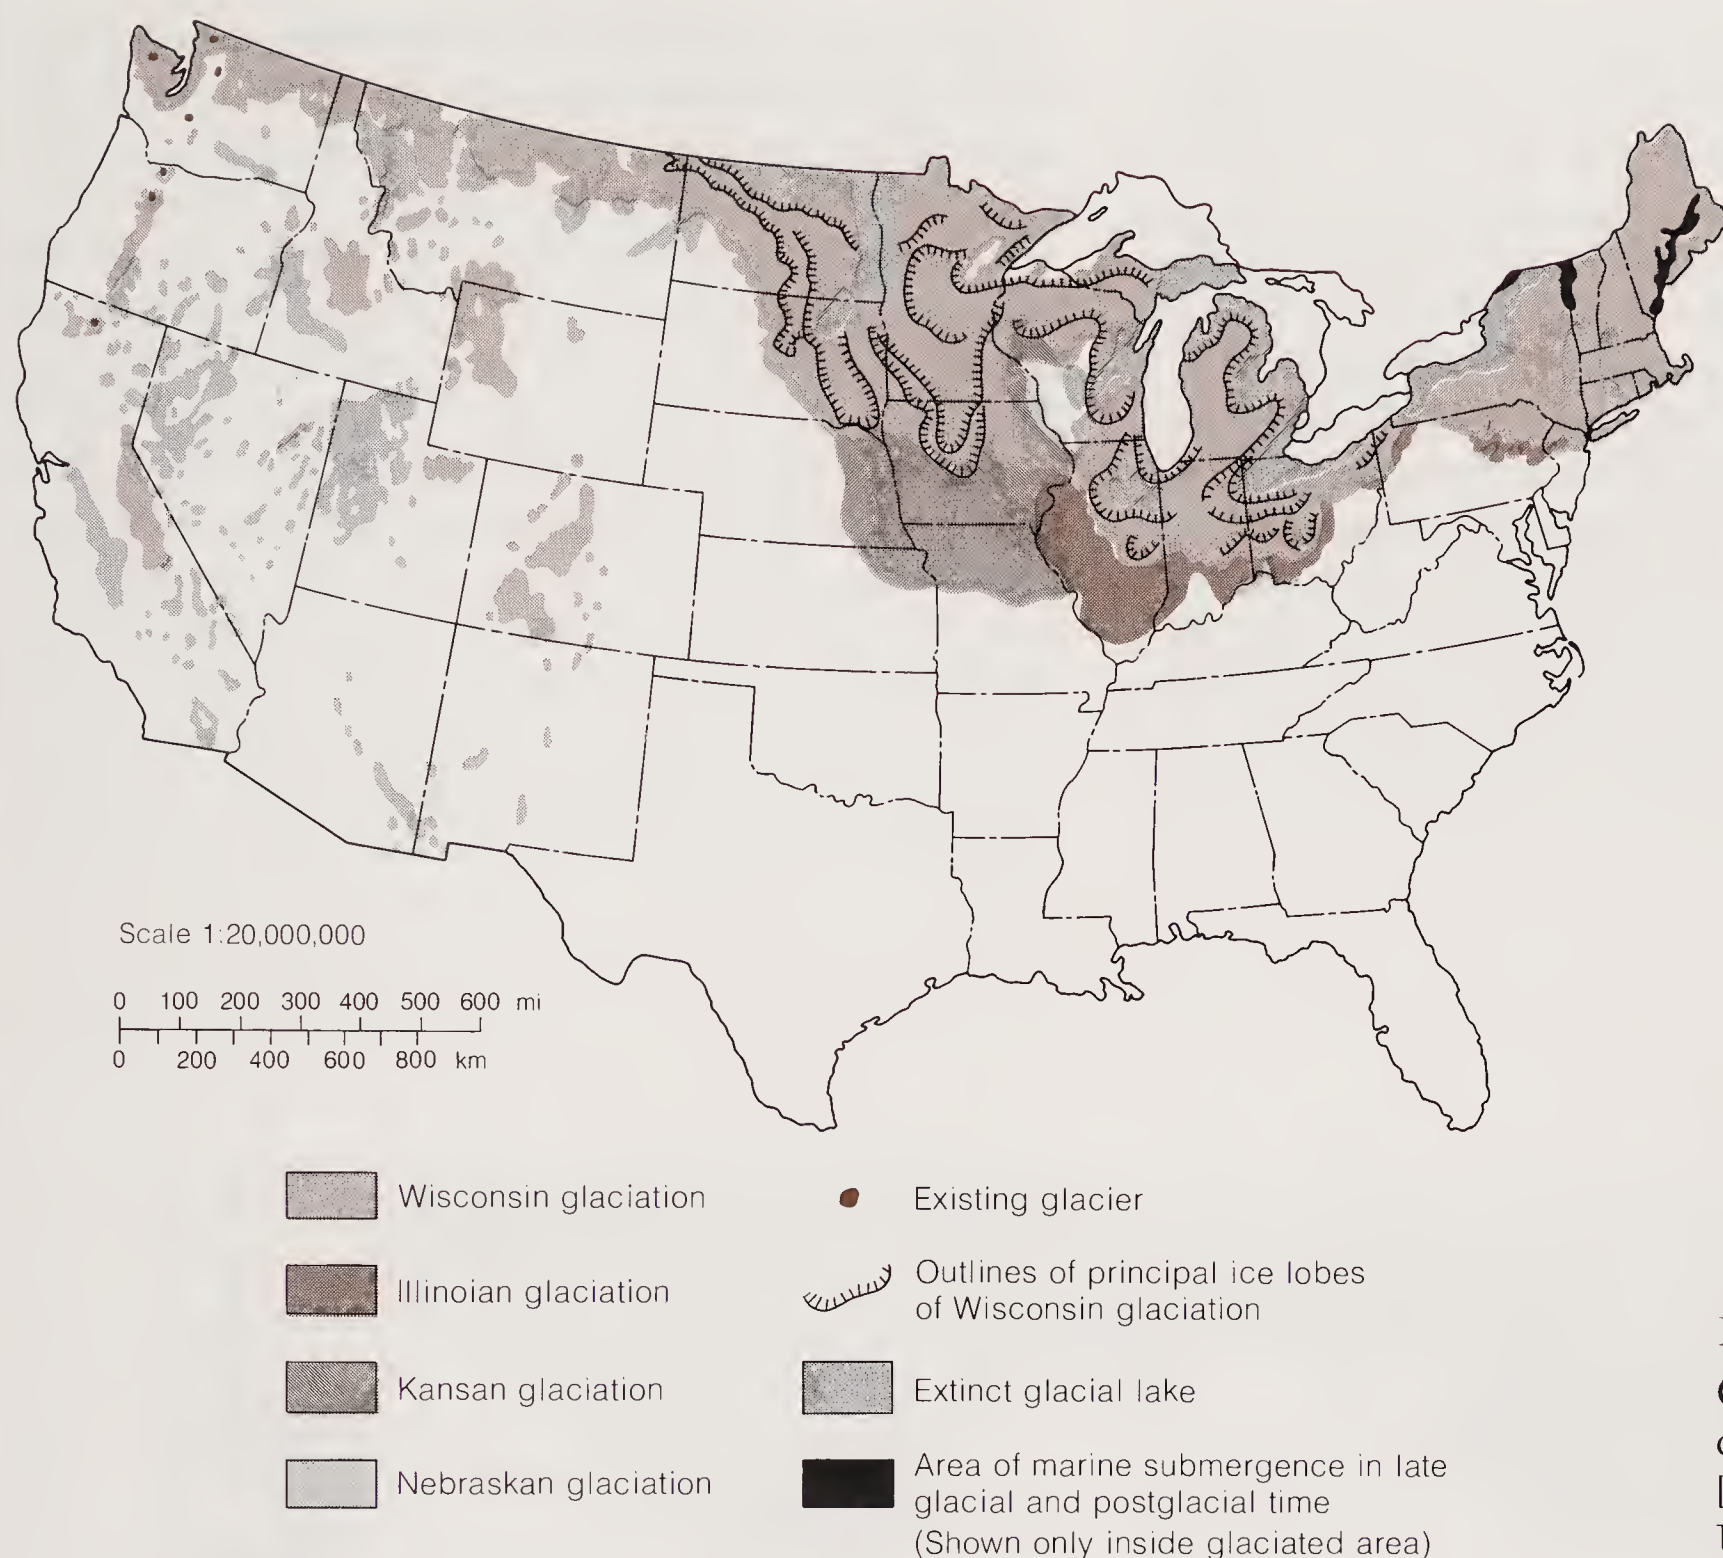 Scale 1:20,000,000
0 100 200 300 400 500 600 mi
0 200 400 600 800 km
Wisconsin glaciation
Illinoian glaciation
Kansan glaciation
Nebraskan glaciation
Existing glacier
Outlines of principal ice lobes
of Wisconsin glaciation
Extinct glacial lake
Area of marine submergence in late
glacial and postglacial time
(Shown only inside glaciated area)